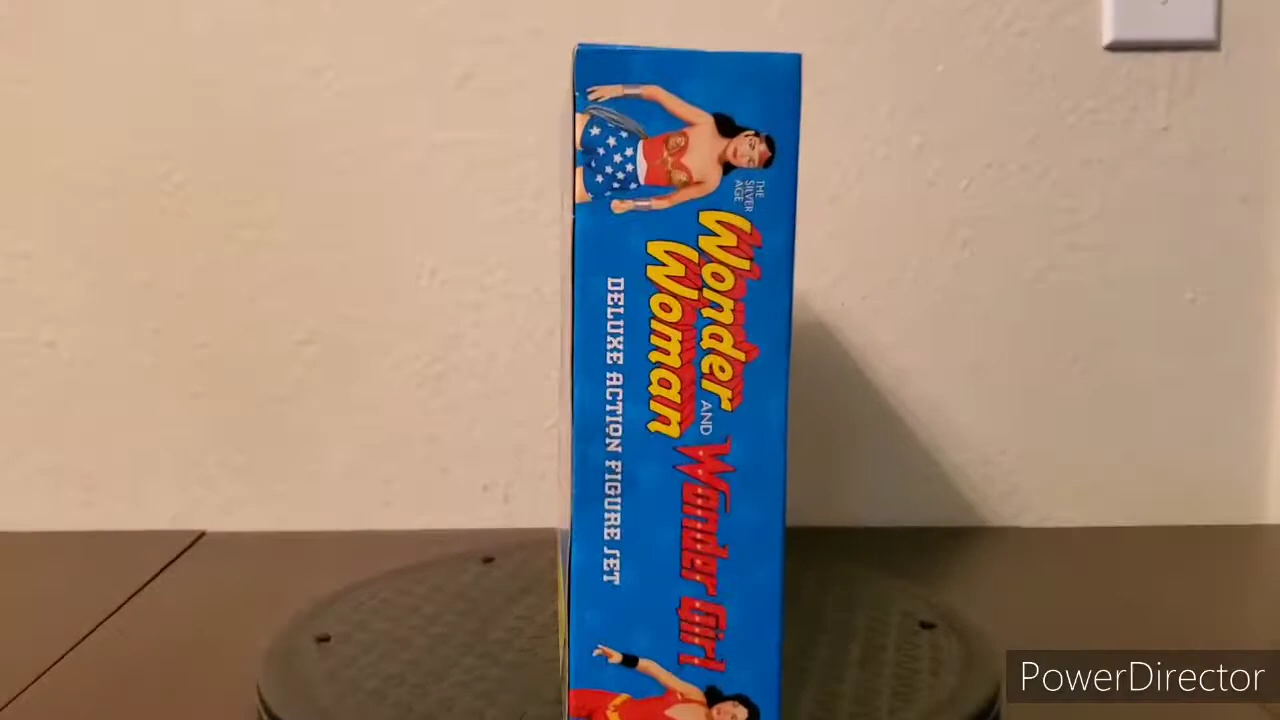 THE
SILVER
AGE
Wonder
Woman
AND
Wonder Girl
DELUXE ACTION FIGURE SET
PowerDirector